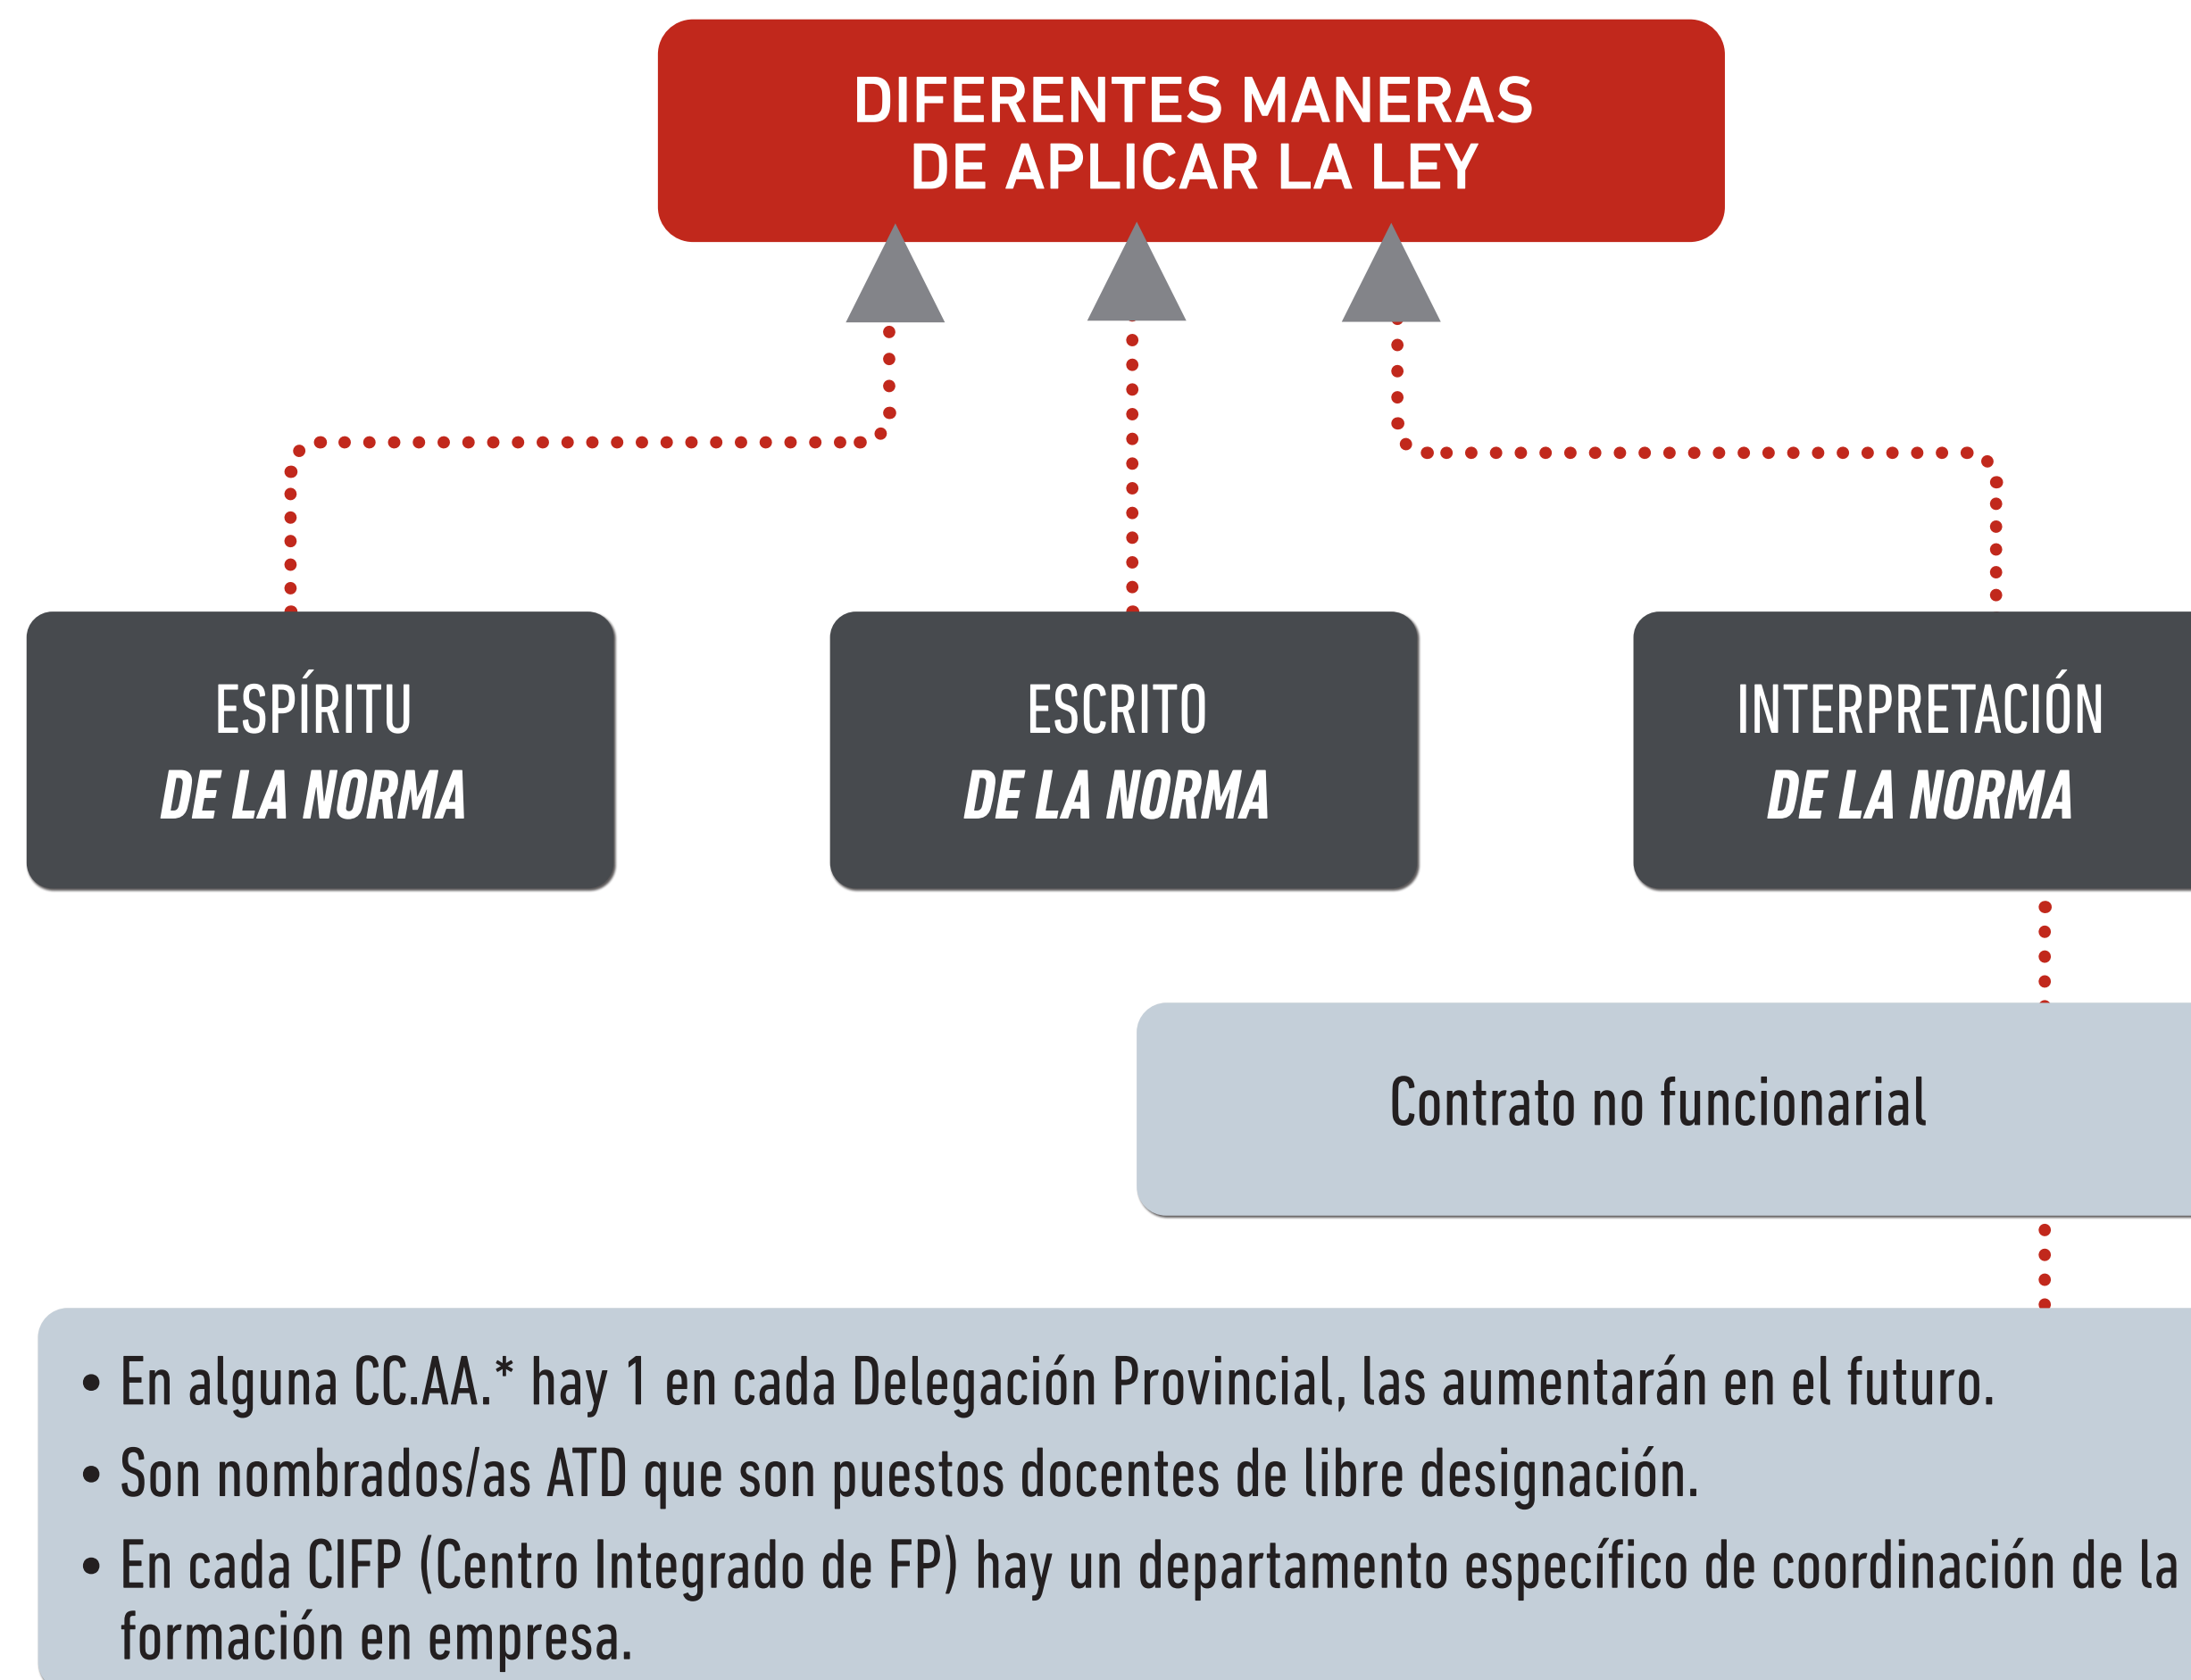 DIFERENTES MANERAS
DE APLICAR LA LEY
ESPÍRITU
DE LA NORMA
ESCRITO
DE LA NORMA
INTERPRETACIÓN
DE LA NORMA
Contrato no funcionarial
• En alguna CC.AA.* hay 1 en cada Delegación Provincial, las aumentarán en el futuro.
• Son nombrados/as ATD que son puestos docentes de libre designación.
• En cada CIFP (Centro Integrado de FP) hay un departamento específico de coordinación de la
formación en empresa.